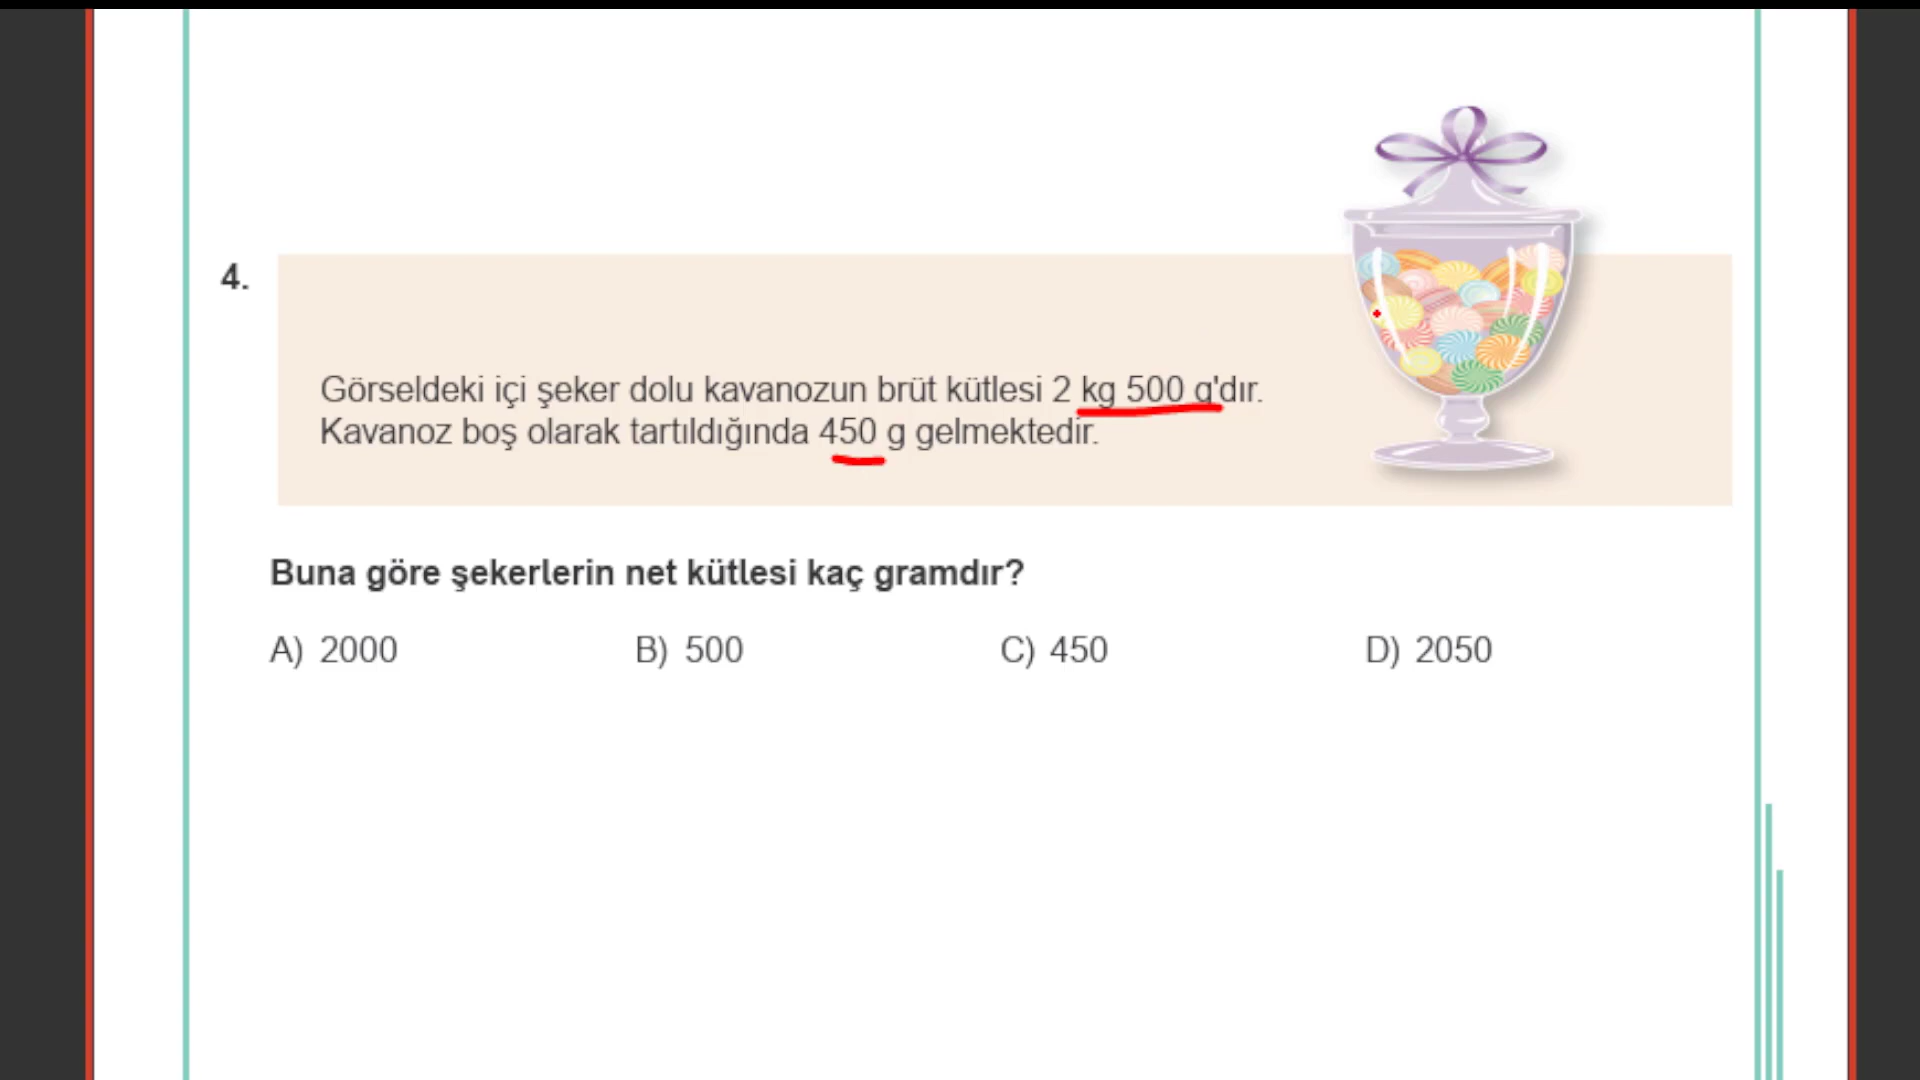 4.
Görseldeki içi şeker dolu kavanozun brüt kütlesi 2 kg 500 g'dır.
Kavanoz boş olarak tartıldığında 450 g gelmektedir.
Buna göre şekerlerin net kütlesi kaç gramdır?
A) 2000 B) 500 C) 450 D) 2050